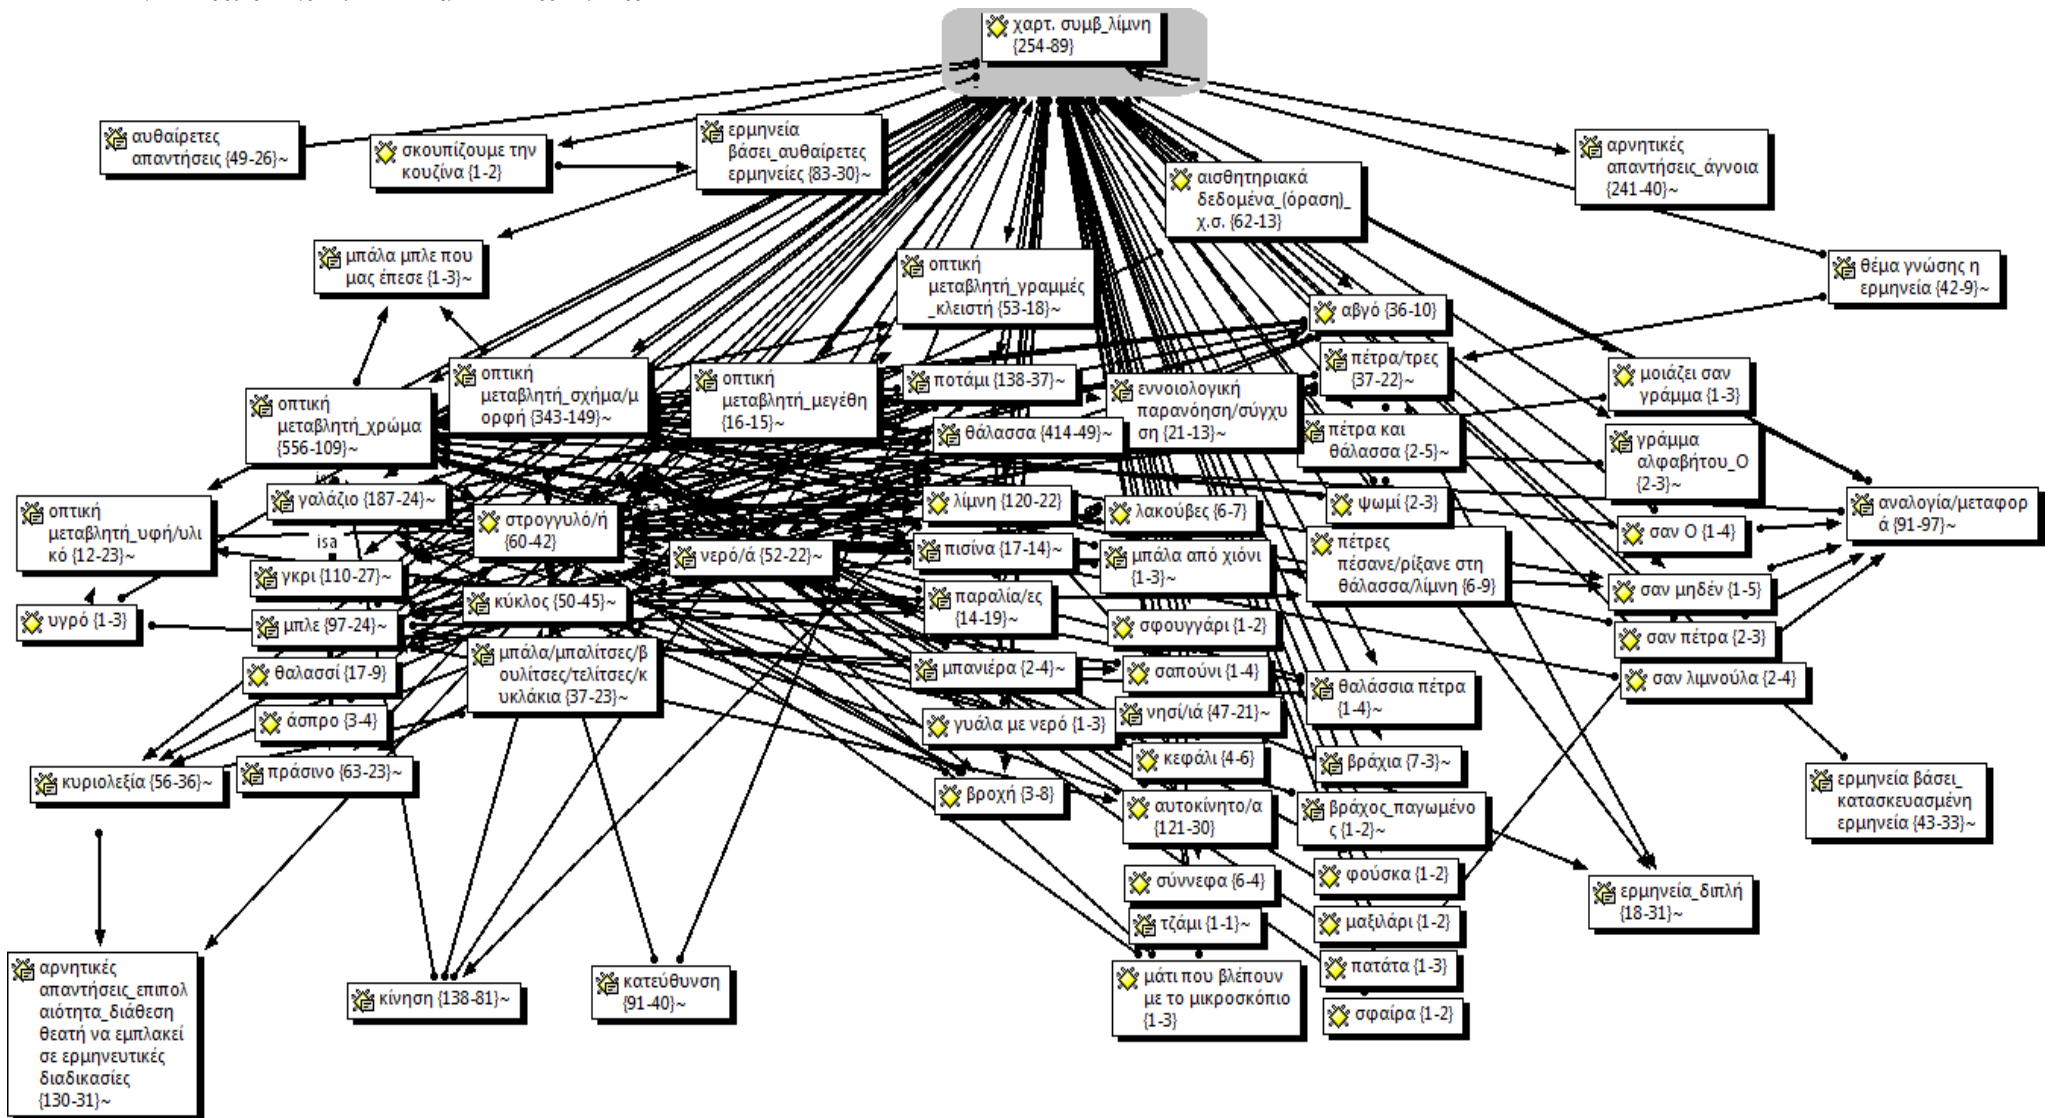 χαρτ. συμβ_λίμνη
{254-89}
αυθαίρετες
απαντήσεις {49-26}~
σκουπίζουμε την
κουζίνα {1-2}
ερμηνεία
βάσει_αυθαίρετες
ερμηνείες {83-30}~
αισθητηριακά
δεδομένα_(όραση)_
χ.σ. {62-13}
αρνητικές
απαντήσεις_άγνοια
{241-40}~
μπάλα μπλε που
μας έπεσε {1-3}~
οπτική
μεταβλητή_γραμμές
_κλειστή {53-18}~
θέμα γνώσης η
ερμηνεία {42-9}~
αβγό {36-10}
οπτική
μεταβλητή_χρώμα
{556-109}~
οπτική
μεταβλητή_σχήμα/μ
ορφή {343-149}~
οπτική
μεταβλητή_μεγέθη
{16-15}~
ποτάμι {138-37}~
εννοιολογική
παρανόηση/σύγχυ
ση {21-13}~
πέτρα/τρες
{37-22}~
μοιάζει σαν
γράμμα {1-3}
θάλασσα {414-49}~
πέτρα και
θάλασσα {2-5}~
γράμμα
αλφαβήτου_Ο
{2-3}~
οπτική
μεταβλητή_υφή/υλι
κό {12-23}~
γαλάζιο {187-24}~
στρογγυλό/ή
{60-42}
λίμνη {120-22}
λακούβες {6-7}
ψωμί {2-3}
σαν Ο {1-4}
αναλογία/μεταφορ
ά {91-97}~
isa
γκρι {110-27}~
νερό/ά {52-22}~
πισίνα {17-14}~
μπάλα από χιόνι
{1-3}~
πέτρες
πέσανε/ρίξανε στη
θάλασσα/λίμνη {6-9}
σαν μηδέν {1-5}
υγρό {1-3}
μπλε {97-24}~
κύκλος {50-45}~
παραλία/ες
{14-19}~
σφουγγάρι {1-2}
σαν πέτρα {2-3}
θαλασσί {17-9}
μπάλα/μπαλίτσες/β
ουλίτσες/τελίτσες/κ
υκλάκια {37-23}~
μπανιέρα {2-4}~
σαπούνι {1-4}
θαλάσσια πέτρα
{1-4}~
σαν λιμνούλα {2-4}
άσπρο {3-4}
γυάλα με νερό {1-3}
νησί/ιά {47-21}~
κυριολεξία {56-36}~
πράσινο {63-23}~
βροχή {3-8}
κεφάλι {4-6}
βράχια {7-3}~
αυτοκίνητο/α
{121-30}
βράχος_παγωμένο
ς {1-2}~
ερμηνεία βάσει_
κατασκευασμένη
ερμηνεία {43-33}~
σύννεφα {6-4}
φούσκα {1-2}
ερμηνεία_διπλή
{18-31}~
τζάμι {1-1}~
μαξιλάρι {1-2}
αρνητικές
απαντήσεις_επιπολ
αιότητα_διάθεση
θεατή να εμπλακεί
σε ερμηνευτικές
διαδικασίες
{130-31}~
κίνηση {138-81}~
κατεύθυνση
{91-40}~
μάτι που βλέπουν
με το μικροσκόπιο
{1-3}
πατάτα {1-3}
σφαίρα {1-2}